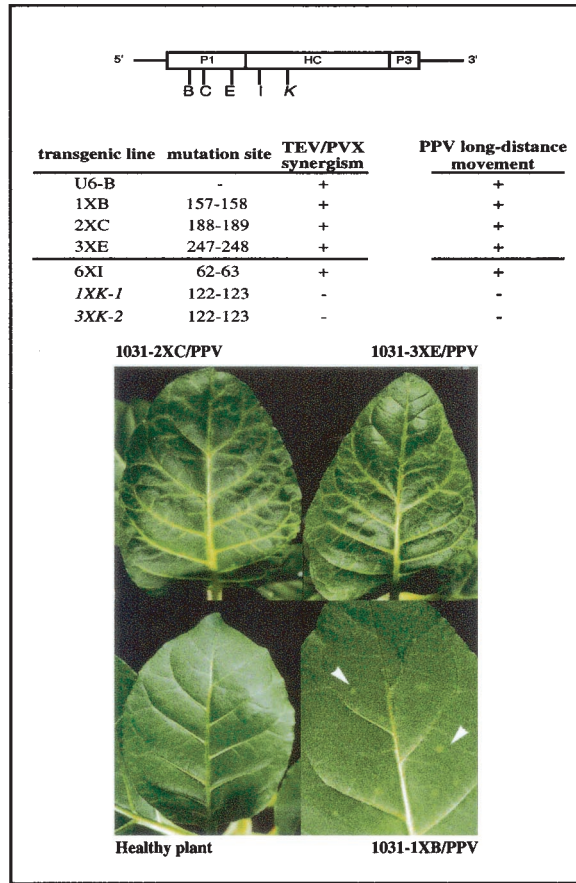 5' P1 HC P3 3'
B C E I K
transgenic line mutation site TEV/PVX synergism PPV long-distance movement
U6-B - + +
1XB 157-158 + +
2XC 188-189 + +
3XE 247-248 + +
6XI 62-63 + +
1XK-1 122-123 - -
3XK-2 122-123 - -
1031-2XC/PPV 1031-3XE/PPV
Healthy plant 1031-1XB/PPV